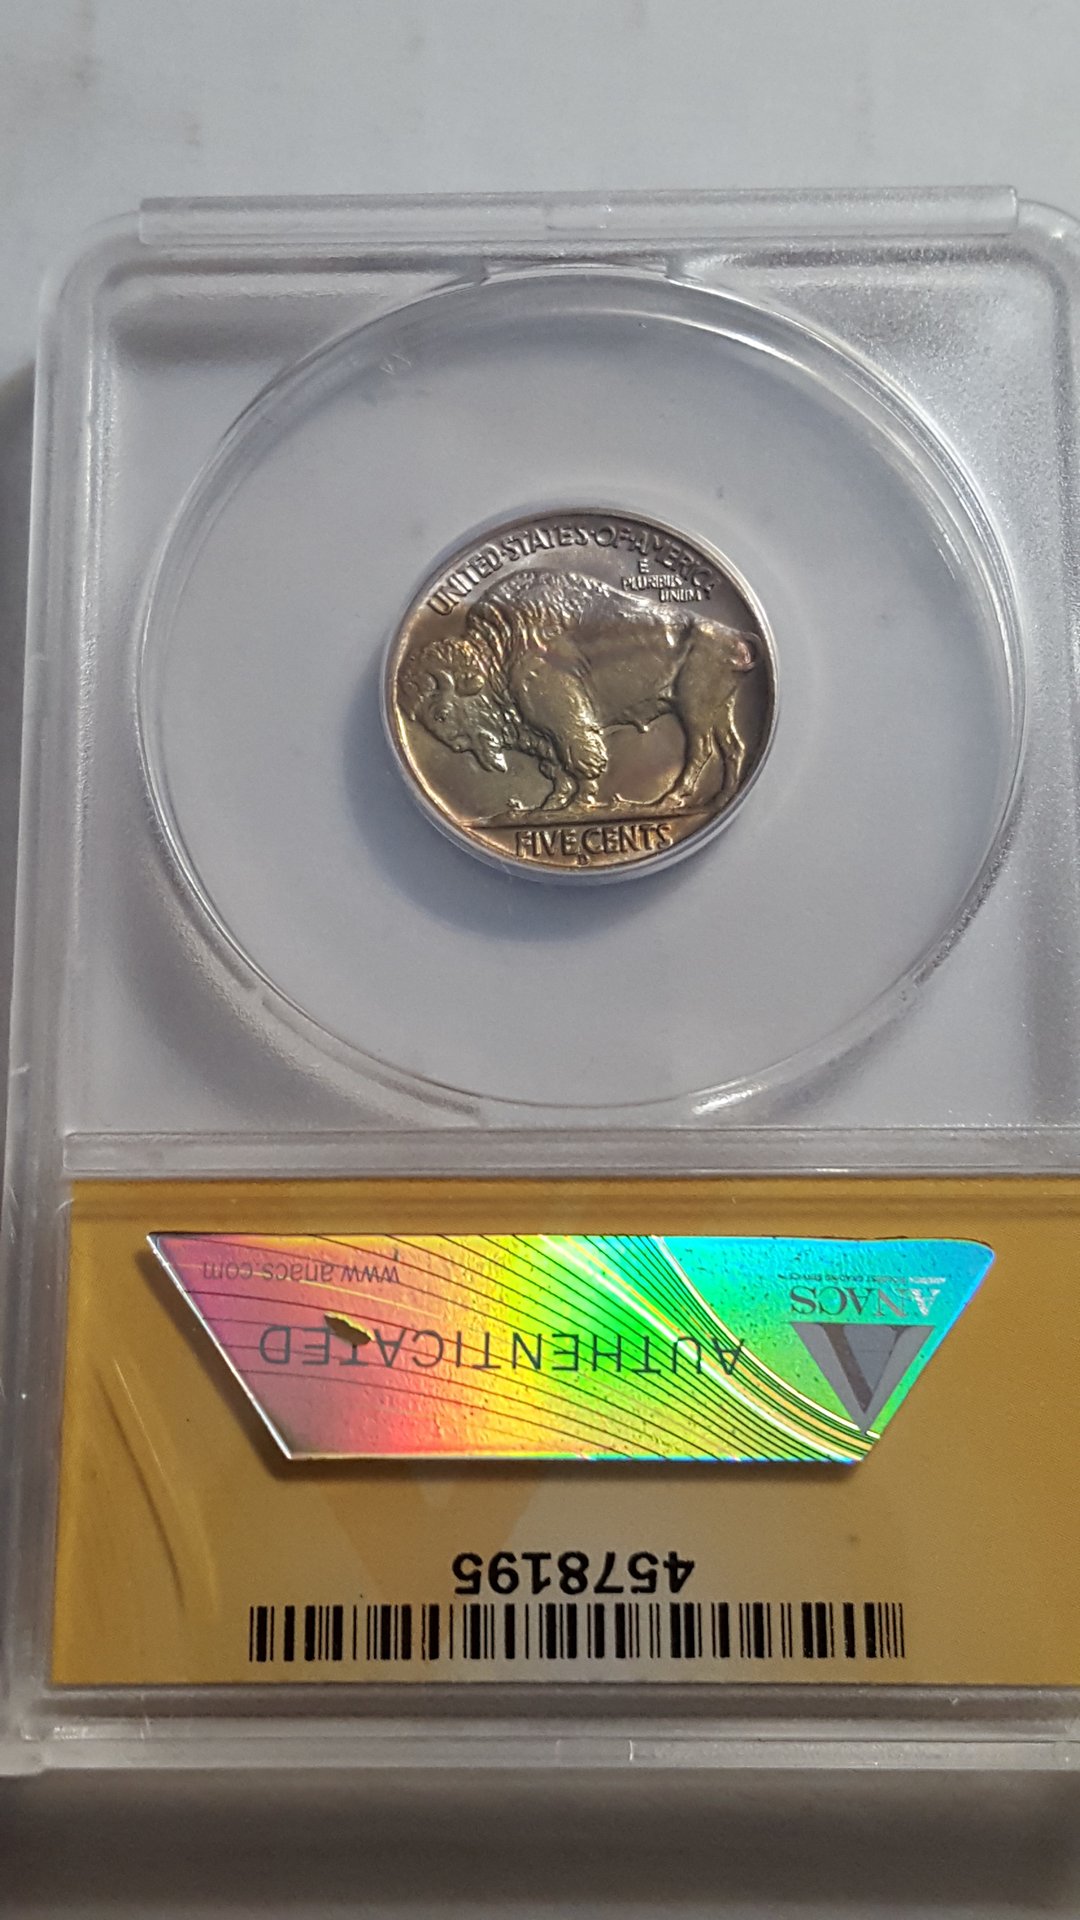 UNITED·STATES·OF·AMERICA
E
PLURIBUS
UNUM
FIVE CENTS
D
4578195
AUTHENTICATED
ANACS
www.anacs.com